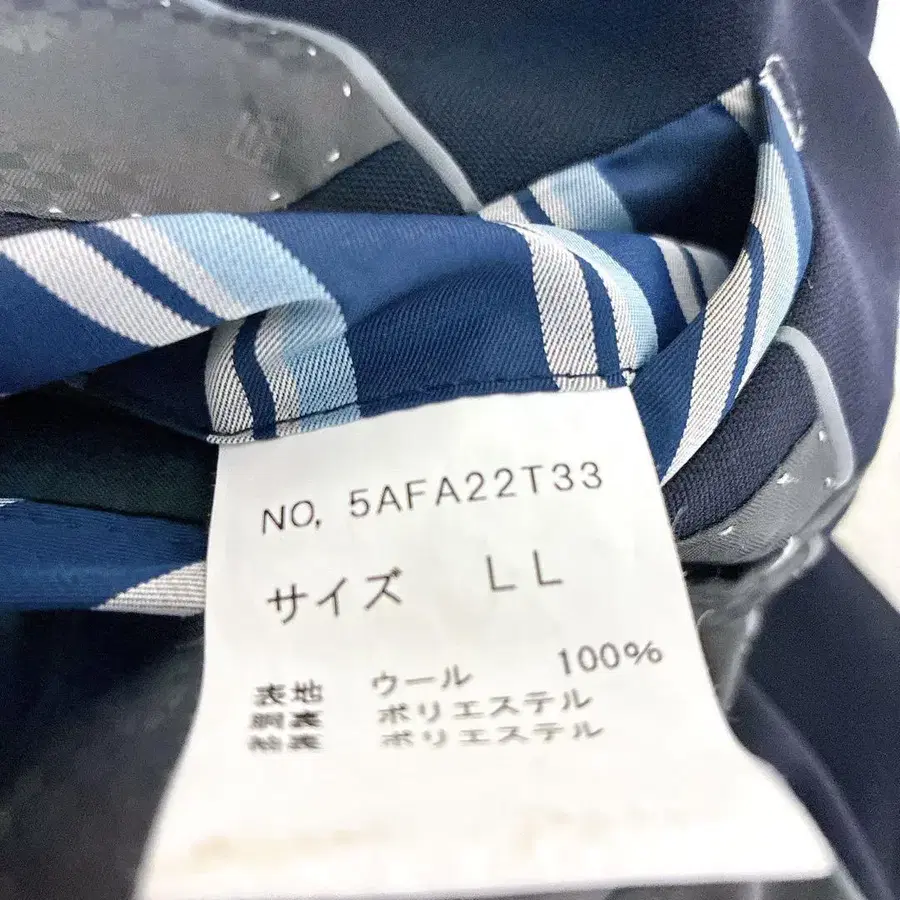 NO, 5AFA22T33
サイズ LL
表地 ウール 100%
胴裏 ポリエステル
袖裏 ポリエステル